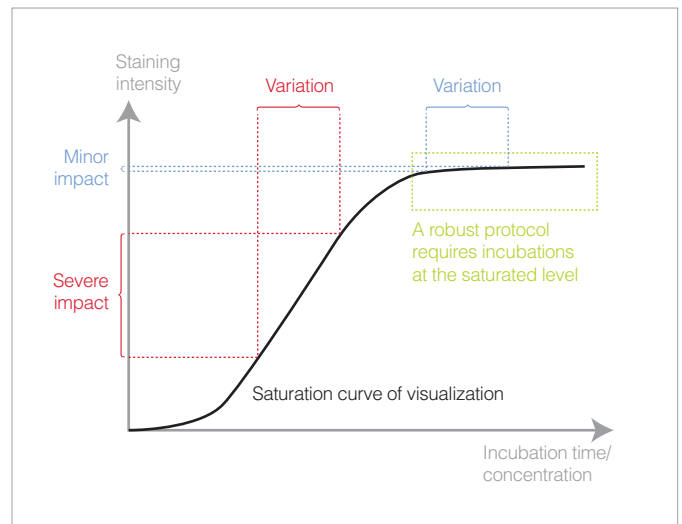 Staining
intensity
Variation
Variation
Minor
impact
A robust protocol
requires incubations
at the saturated level
Severe
impact
Saturation curve of visualization
Incubation time/
concentration